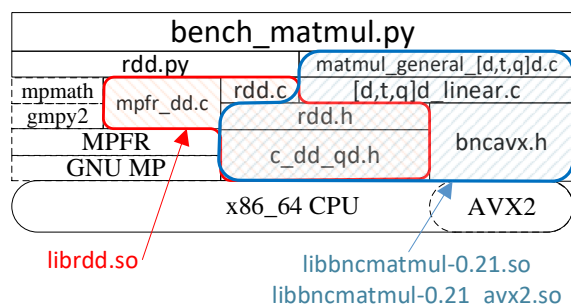 bench_matmul.py
rdd.py
matmul_general_[d,t,q]d.c
mpmath
mpfr_dd.c
rdd.c
[d,t,q]d_linear.c
gmpy2
rdd.h
MPFR
c_dd_qd.h
bncavx.h
GNU MP
x86_64 CPU
AVX2
librdd.so
libbncmatmul-0.21.so
libbncmatmul-0.21_avx2.so